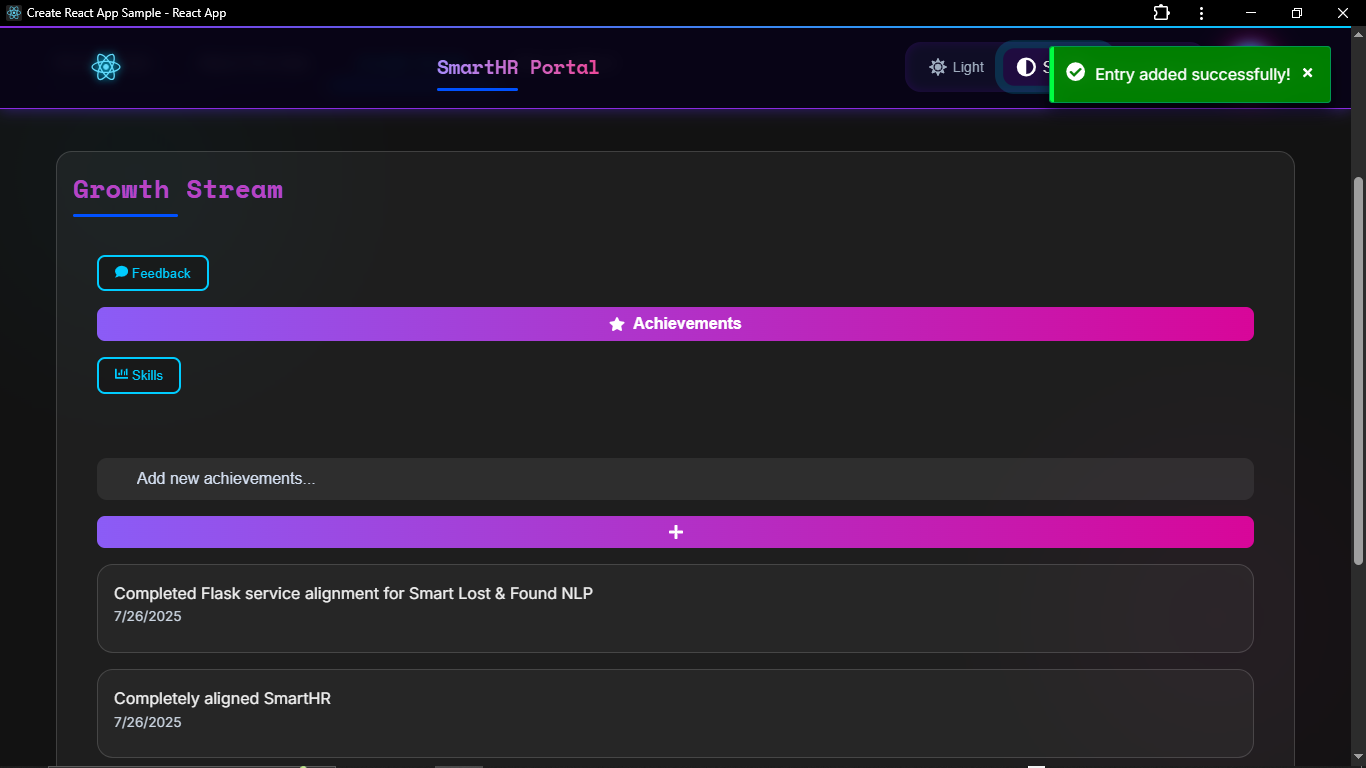 Create React App Sample - React App
SmartHR Portal
Light
S
Entry added successfully!
Growth Stream
Feedback
Achievements
Skills
Add new achievements...
Completed Flask service alignment for Smart Lost & Found NLP
7/26/2025
Completely aligned SmartHR
7/26/2025